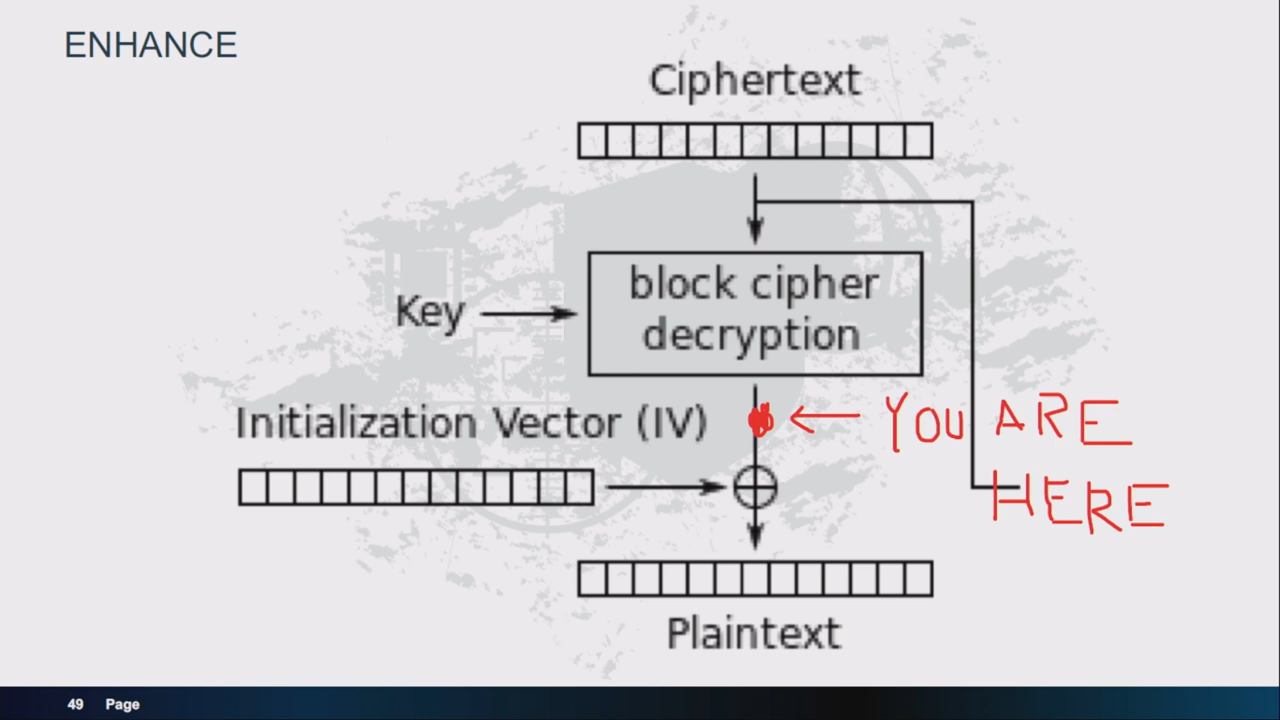 ENHANCE
Ciphertext
block cipher
decryption
Key
Initialization Vector (IV)
YOU ARE
HERE
Plaintext
49 Page